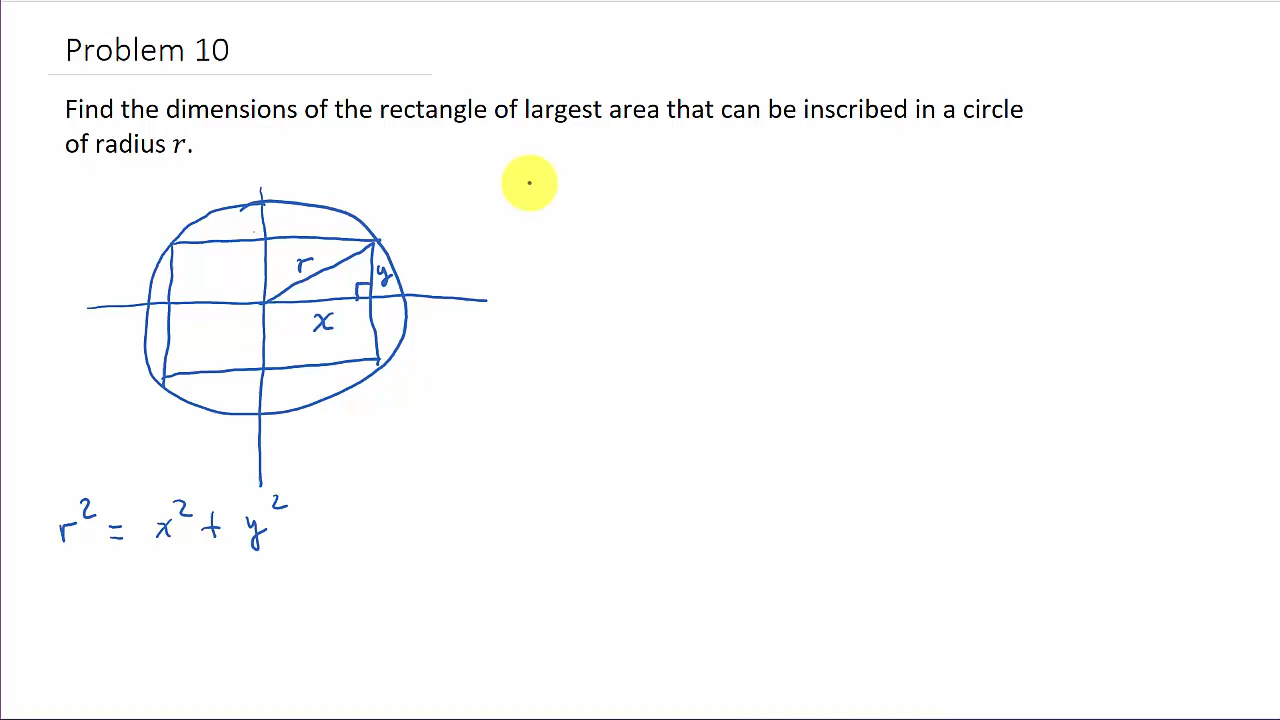 Problem 10
Find the dimensions of the rectangle of largest area that can be inscribed in a circle
of radius r.
r
y
x
r² = x² + y²